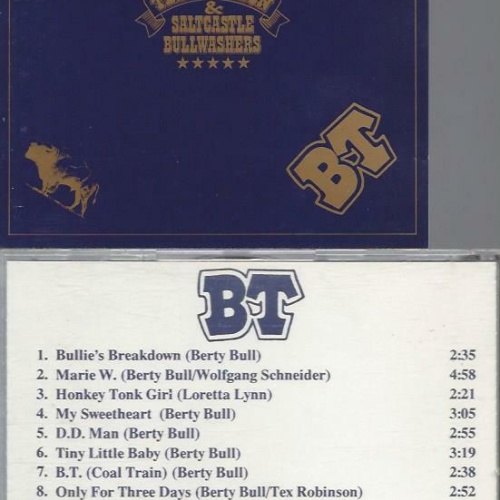 &
SALTCASTLE
BULLWASHERS
BT
BT
1. Bullie's Breakdown (Berty Bull) 2:35
2. Marie W. (Berty Bull/Wolfgang Schneider) 4:58
3. Honkey Tonk Girl (Loretta Lynn) 2:21
4. My Sweetheart (Berty Bull) 3:05
5. D.D. Man (Berty Bull) 2:55
6. Tiny Little Baby (Berty Bull) 3:19
7. B.T. (Coal Train) (Berty Bull) 2:38
8. Only For Three Days (Berty Bull/Tex Robinson) 2:52